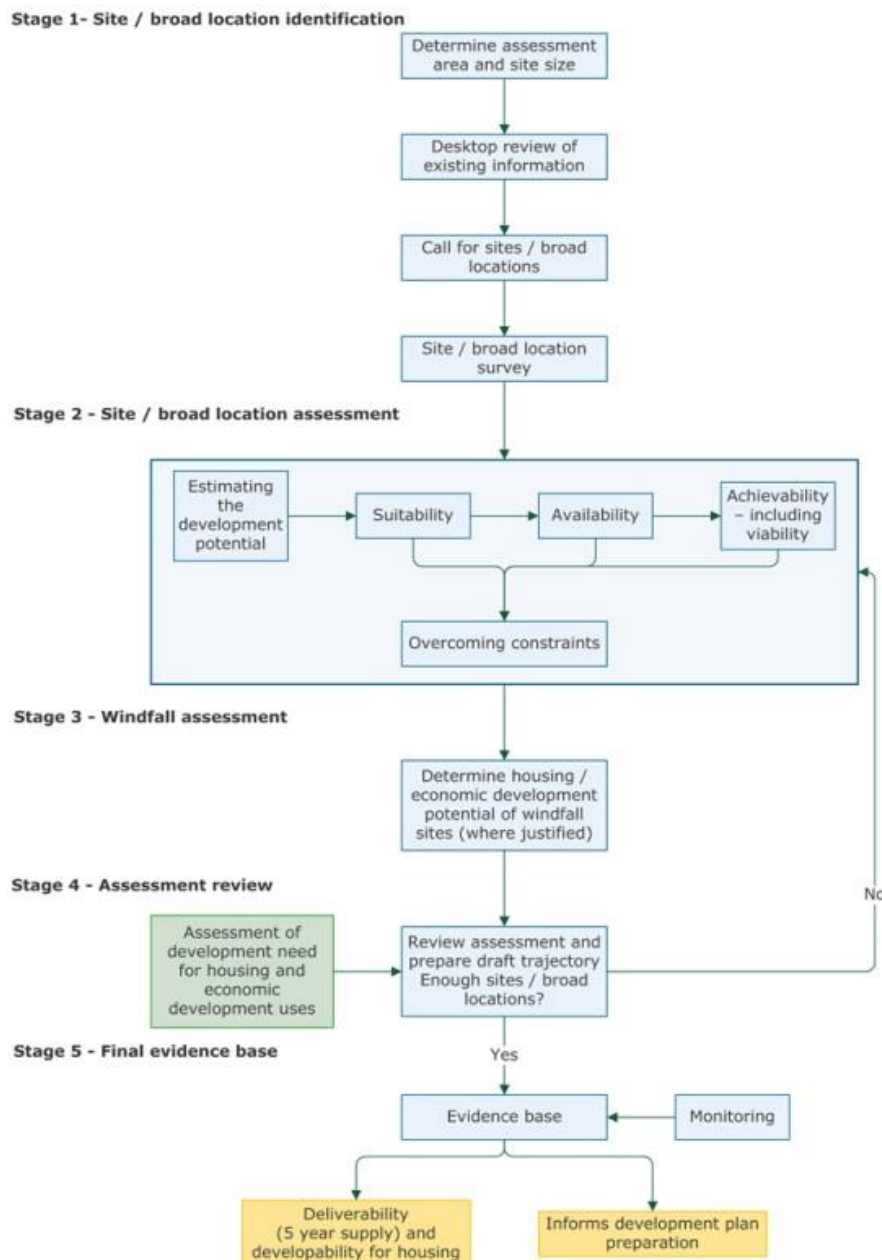 Stage 1- Site / broad location identification
Determine assessment
area and site size
Desktop review of
existing information
Call for sites / broad
locations
Site / broad location
survey
Stage 2 - Site / broad location assessment
Estimating
the
development
potential
Suitability
Availability
Achievability
– including
viability
Overcoming constraints
Stage 3 - Windfall assessment
Determine housing /
economic development
potential of windfall
sites (where justified)
Stage 4 - Assessment review
No
Assessment of
development need
for housing and
economic
development uses
Review assessment and
prepare draft trajectory
Enough sites / broad
locations?
Stage 5 - Final evidence base
Yes
Evidence base
Monitoring
Deliverability
(5 year supply) and
developability for housing
Informs development plan
preparation